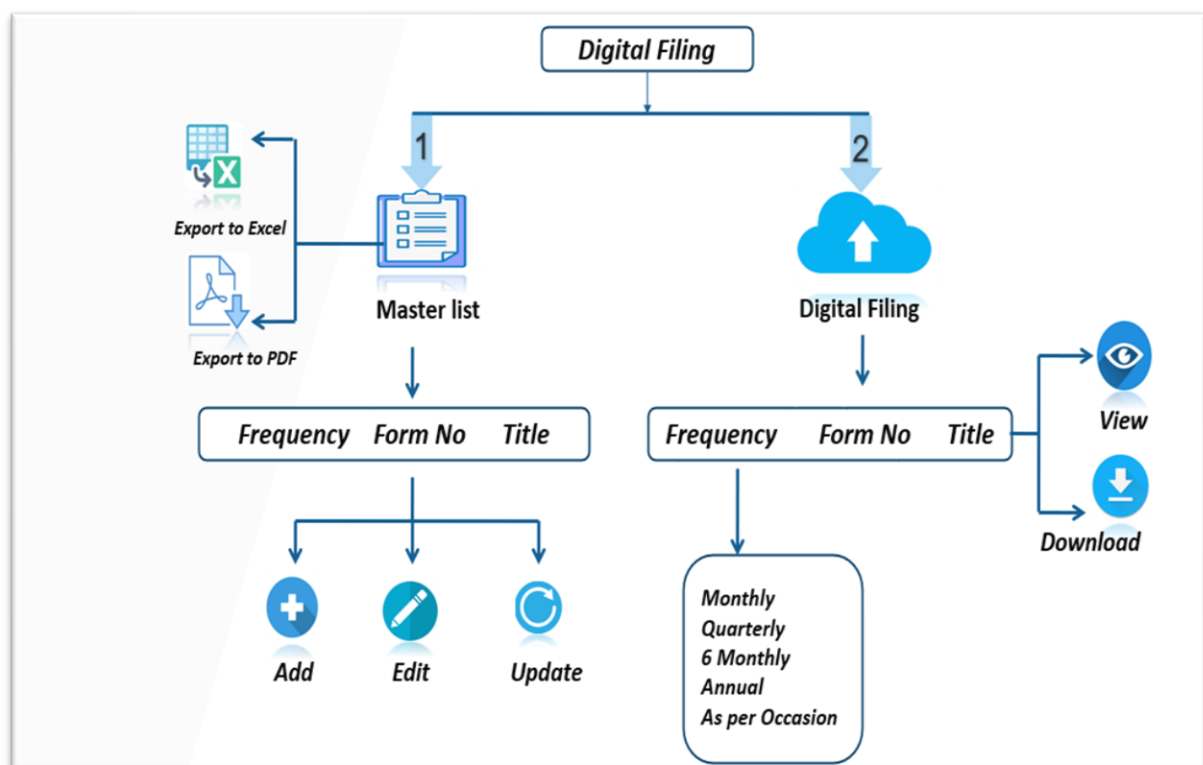 Digital Filing
1
2
X
Export to Excel
Export to PDF
Master list
Digital Filing
Frequency Form No Title
Frequency Form No Title
View
Download
Add
Edit
Update
Monthly
Quarterly
6 Monthly
Annual
As per Occasion